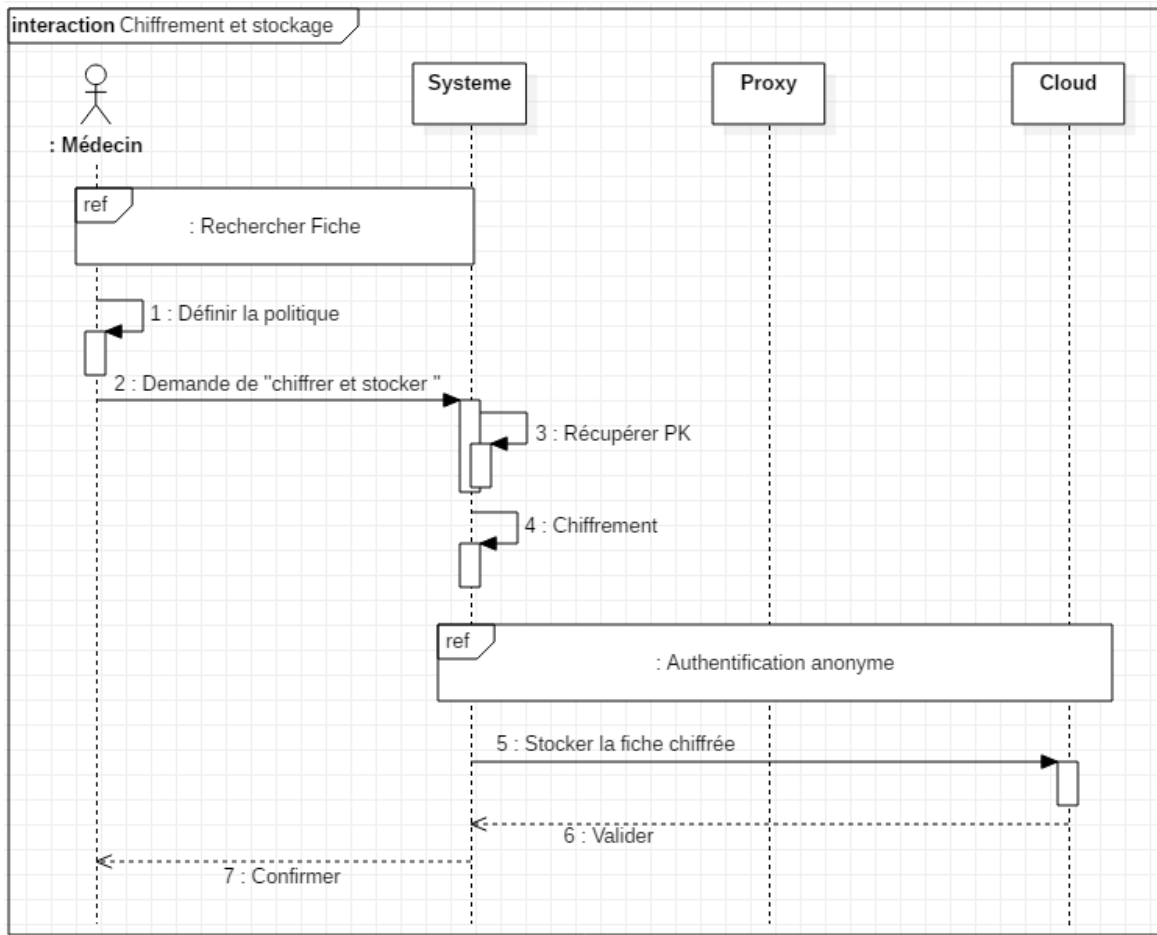 interaction Chiffrement et stockage
Systeme
Proxy
Cloud
: Médecin
ref
: Rechercher Fiche
1 : Définir la politique
2 : Demande de "chiffrer et stocker "
3 : Récupérer PK
4 : Chiffrement
ref
: Authentification anonyme
5 : Stocker la fiche chiffrée
6 : Valider
7 : Confirmer